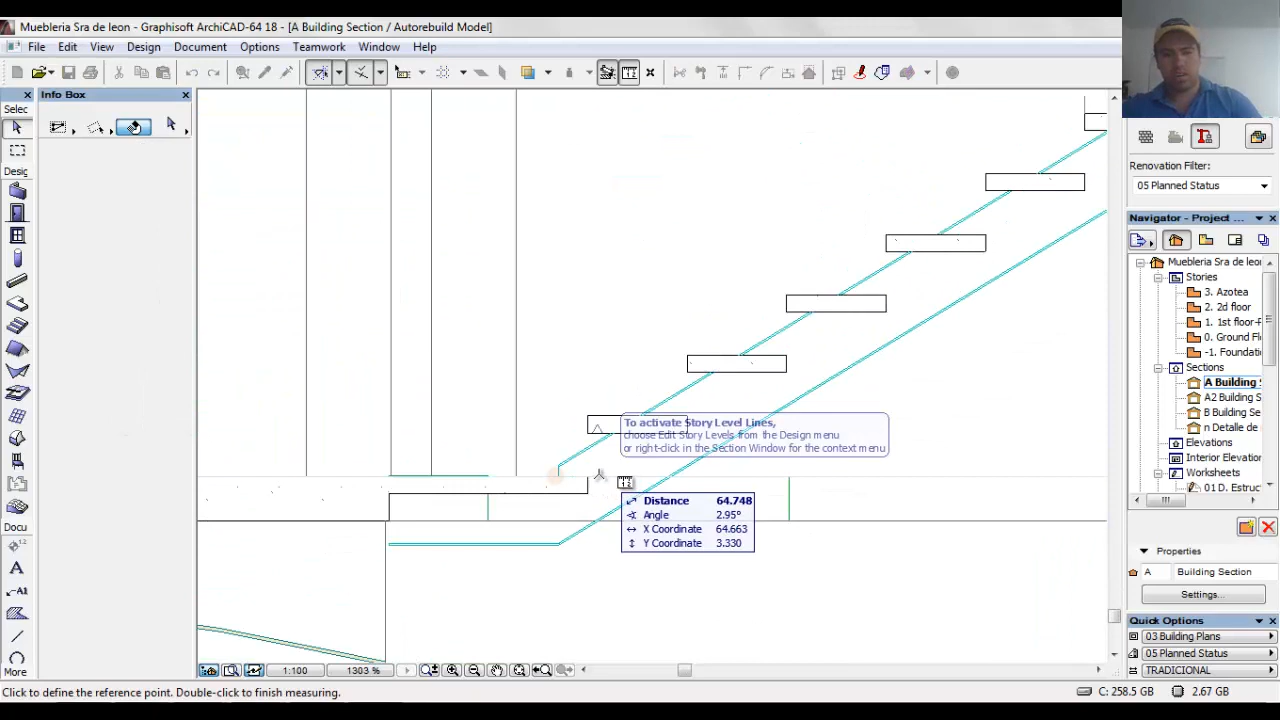 Muebleria Sra de leon - Graphisoft ArchiCAD-64 18 - [A Building Section / Autorebuild Model]
File Edit View Design Document Options Teamwork Window Help
Selec
Info Box
Desig
Renovation Filter:
05 Planned Status
Navigator - Project ...
Muebleria Sra de leon
Stories
3. Azotea
2. 2d floor
1. 1st floor-F
0. Ground Fl
-1. Foundatio
Sections
A Building S
A2 Building S
B Building Se
n Detalle de
Elevations
Interior Elevation
Worksheets
01 D. Estruct
To activate Story Level Lines,
choose Edit Story Levels from the Design menu
or right-click in the Section Window for the context menu
Distance 64.748
Angle 2.95°
X Coordinate 64.663
Y Coordinate 3.330
Docu
A
A1
More
Properties
A Building Section
Settings...
Quick Options
03 Building Plans
05 Planned Status
TRADICIONAL
1:100 1303 %
Click to define the reference point. Double-click to finish measuring.
C: 258.5 GB 2.67 GB